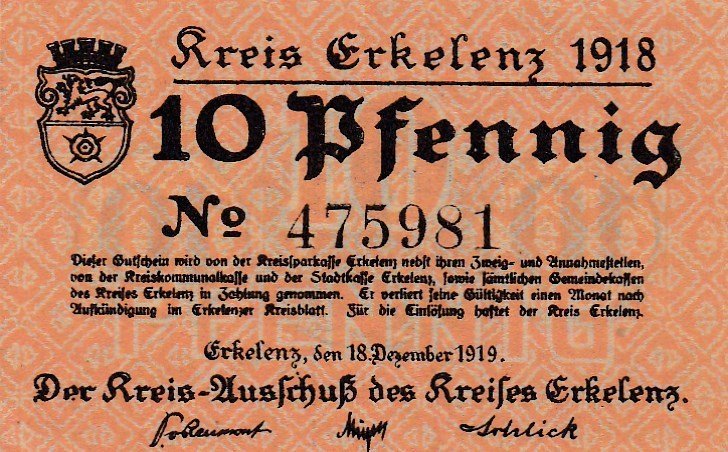 Kreis Erkelenz 1918
10 Pfennig
No 475981
Dieser Gutschein wird von der Kreissparkasse Erkelenz nebst ihren Zweig- und Annahmestellen,
von der Kreiskommunalkasse und der Stadtkasse Erkelenz, sowie sämtlichen Gemeindekassen
des Kreises Erkelenz in Zahlung genommen. Er verliert seine Gültigkeit einen Monat nach
Aufkündigung im Erkelenzer Kreisblatt. Für die Einlösung haftet der Kreis Erkelenz.
Erkelenz, den 18. Dezember 1919.
Der Kreis-Ausschuß des Kreises Erkelenz.